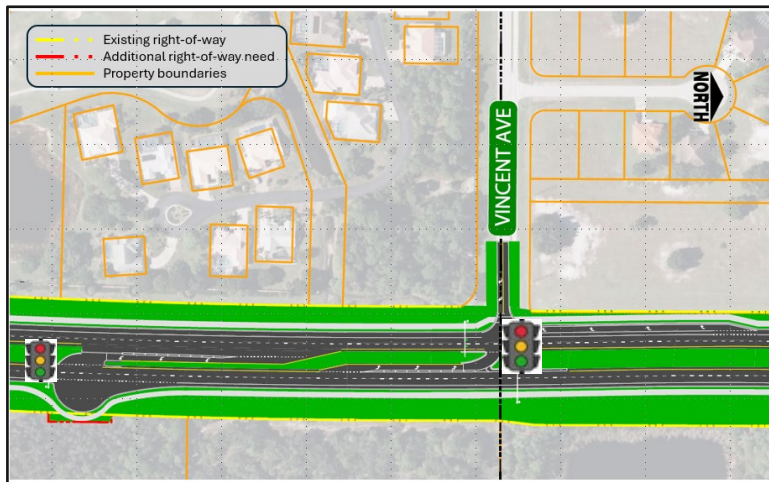 Existing right-of-way
Additional right-of-way need
Property boundaries
NORTH
VINCENT AVE